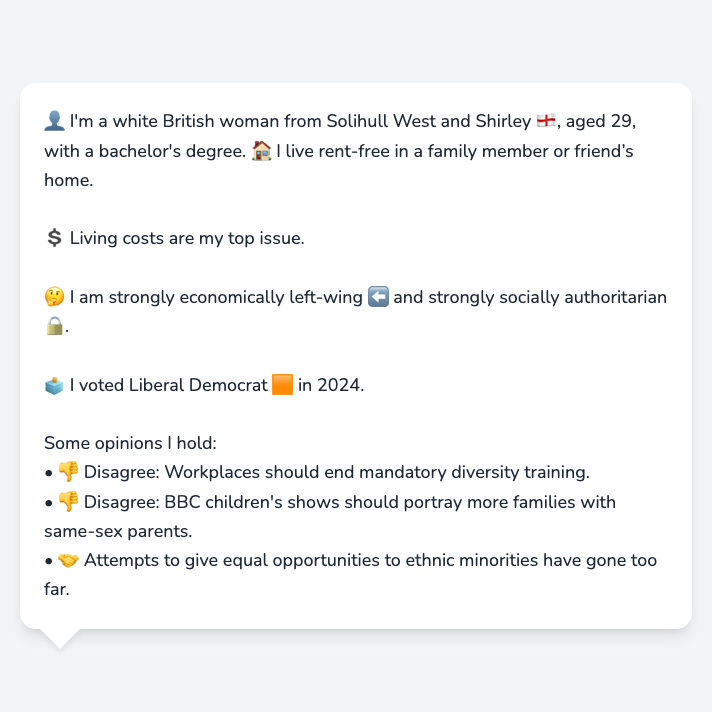 👤 I'm a white British woman from Solihull West and Shirley 🏴󠁧󠁢󠁥󠁮󠁧󠁿, aged 29,
with a bachelor's degree. 🏠 I live rent-free in a family member or friend’s
home.
💲 Living costs are my top issue.
🤔 I am strongly economically left-wing ⬅️ and strongly socially authoritarian
🔒.
🗳️ I voted Liberal Democrat 🟧 in 2024.
Some opinions I hold:
• 👎 Disagree: Workplaces should end mandatory diversity training.
• 👎 Disagree: BBC children's shows should portray more families with
same-sex parents.
• 🤝 Attempts to give equal opportunities to ethnic minorities have gone too
far.